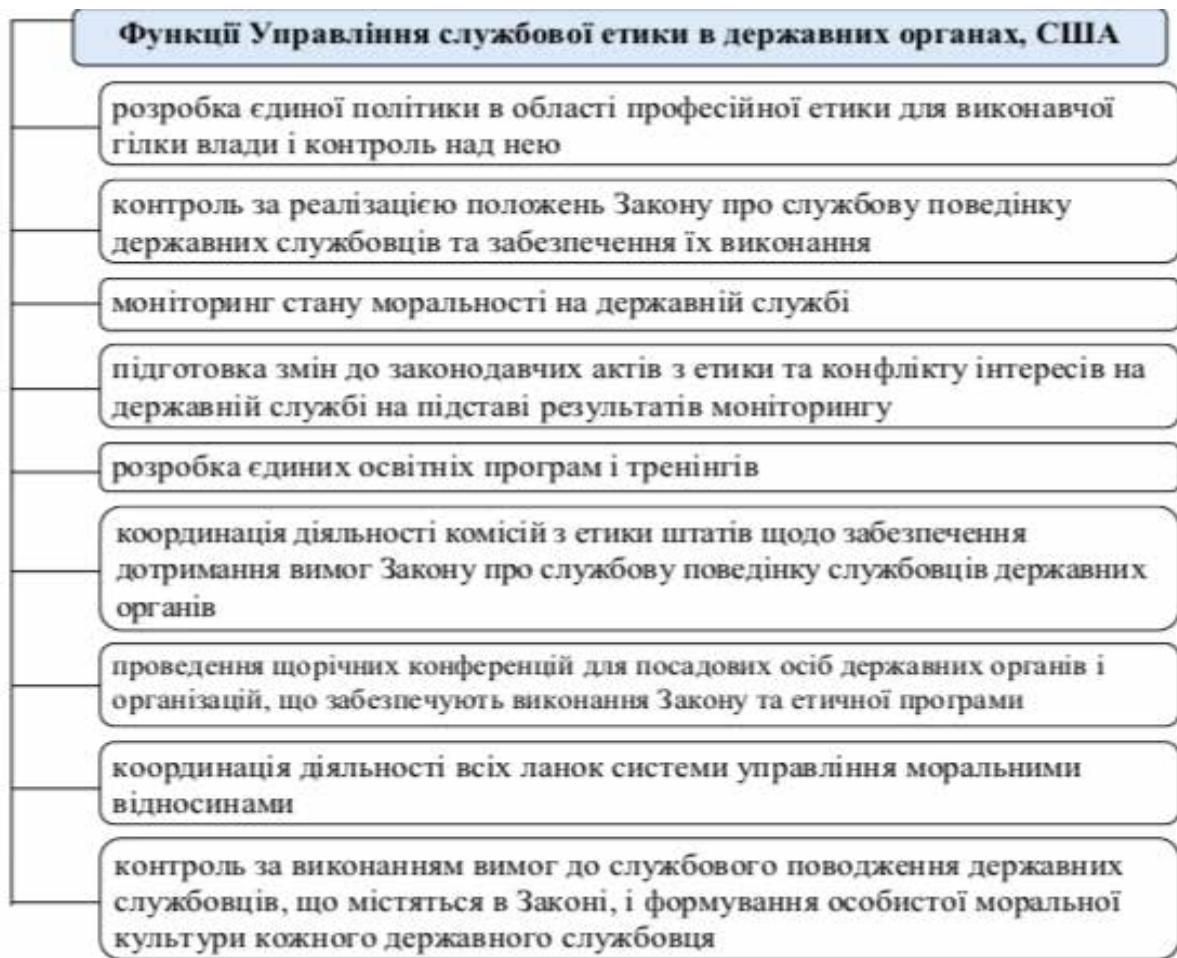 Функції Управління службової етики в державних органах, США
розробка єдиної політики в області професійної етики для виконавчої
гілки влади і контроль над нею
контроль за реалізацією положень Закону про службову поведінку
державних службовців та забезпечення їх виконання
моніторинг стану моральності на державній службі
підготовка змін до законодавчих актів з етики та конфлікту інтересів на
державній службі на підставі результатів моніторингу
розробка єдиних освітніх програм і тренінгів
координація діяльності комісій з етики штатів щодо забезпечення
дотримання вимог Закону про службову поведінку службовців державних
органів
проведення щорічних конференцій для посадових осіб державних органів і
організацій, що забезпечують виконання Закону та етичної програми
координація діяльності всіх ланок системи управління моральними
відносинами
контроль за виконанням вимог до службового поводження державних
службовців, що містяться в Законі, і формування особистої моральної
культури кожного державного службовця